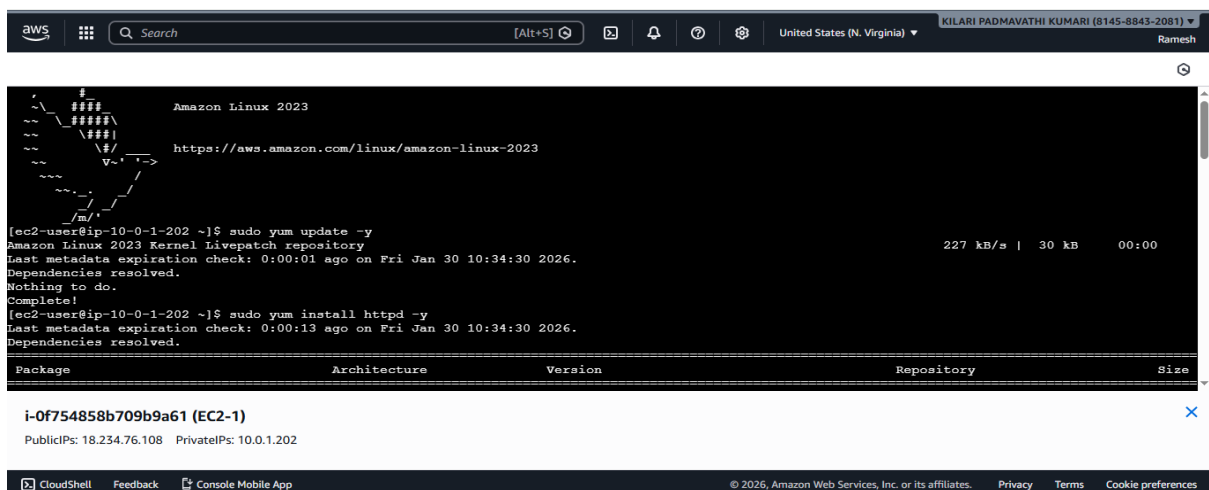 aws Search [Alt+S] United States (N. Virginia) ▼ KILARI PADMAVATHI KUMARI (8145-8843-2081) ▼
Ramesh
,     #_
~\_  ####_        Amazon Linux 2023
~~  \_#####\
~~     \###|
~~       \#/ ___   https://aws.amazon.com/linux/amazon-linux-2023
~~       V~' '->
~~~         /
~~._.   _/
_/ _/
_/m/'
[ec2-user@ip-10-0-1-202 ~]$ sudo yum update -y
Amazon Linux 2023 Kernel Livepatch repository 227 kB/s | 30 kB 00:00
Last metadata expiration check: 0:00:01 ago on Fri Jan 30 10:34:30 2026.
Dependencies resolved.
Nothing to do.
Complete!
[ec2-user@ip-10-0-1-202 ~]$ sudo yum install httpd -y
Last metadata expiration check: 0:00:13 ago on Fri Jan 30 10:34:30 2026.
Dependencies resolved.
Package Architecture Version Repository Size
i-0f754858b709b9a61 (EC2-1)
PublicIPs: 18.234.76.108 PrivateIPs: 10.0.1.202
CloudShell Feedback Console Mobile App © 2026, Amazon Web Services, Inc. or its affiliates. Privacy Terms Cookie preferences